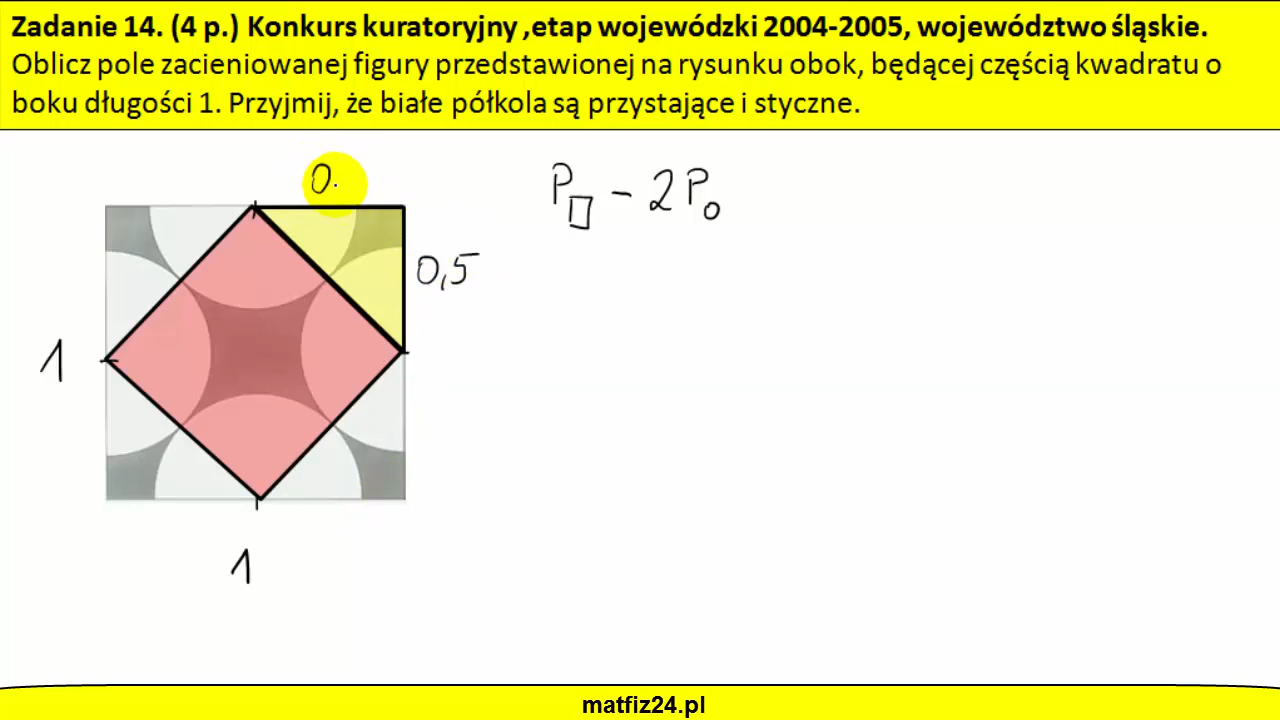 Zadanie 14. (4 p.) Konkurs kuratoryjny ,etap wojewódzki 2004-2005, województwo śląskie.
Oblicz pole zacieniowanej figury przedstawionej na rysunku obok, będącej częścią kwadratu o
boku długości 1. Przyjmij, że białe półkola są przystające i styczne.
0.
P□ - 2P○
0,5
1
1
matfiz24.pl